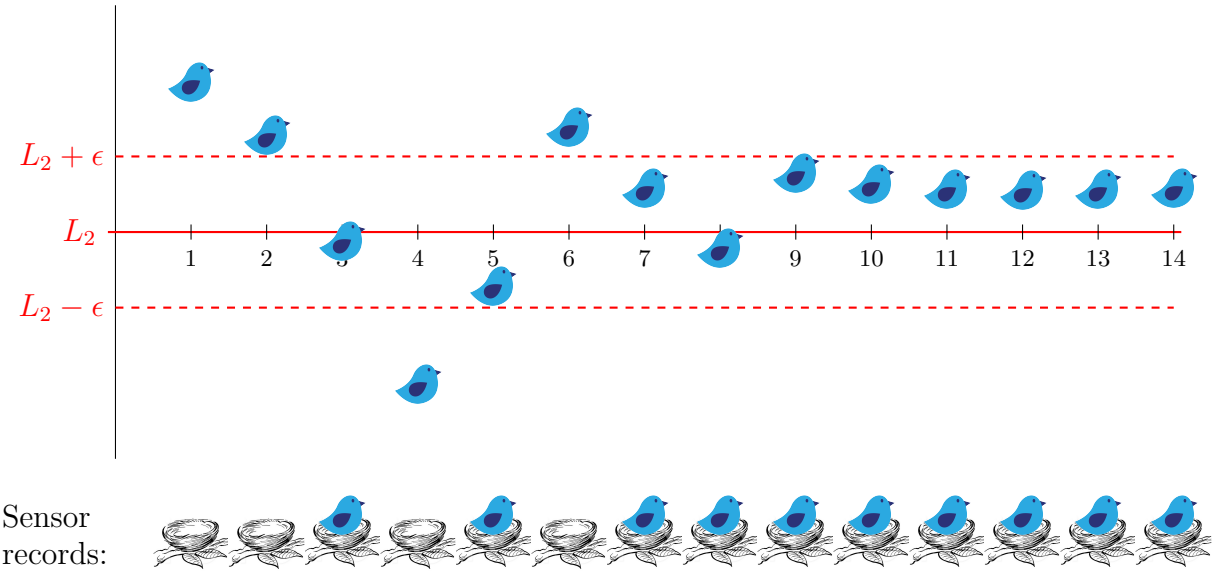 L₂ + ϵ
L₂
1 2 3 4 5 6 7 9 10 11 12 13 14
L₂ − ϵ
Sensor
records: